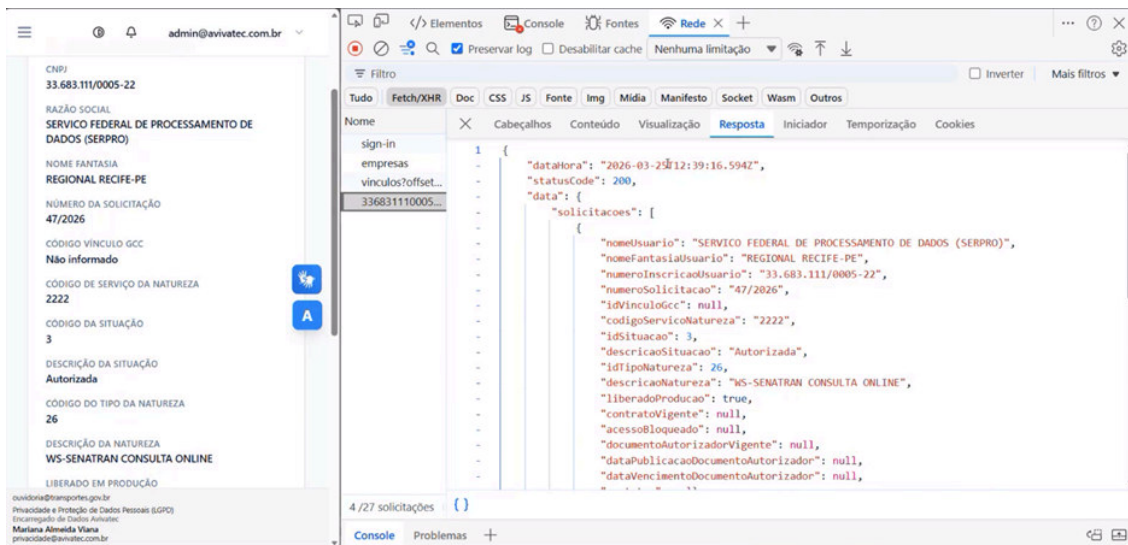 admin@avivatec.com.br
CNPJ
33.683.111/0005-22
RAZÃO SOCIAL
SERVICO FEDERAL DE PROCESSAMENTO DE
DADOS (SERPRO)
NOME FANTASIA
REGIONAL RECIFE-PE
NÚMERO DA SOLICITAÇÃO
47/2026
CÓDIGO VÍNCULO GCC
Não informado
CÓDIGO DE SERVIÇO DA NATUREZA
2222
CÓDIGO DA SITUAÇÃO
3
DESCRIÇÃO DA SITUAÇÃO
Autorizada
CÓDIGO DO TIPO DA NATUREZA
26
DESCRIÇÃO DA NATUREZA
WS-SENATRAN CONSULTA ONLINE
LIBERADO EM PRODUÇÃO
A
ouvidoria@transportes.gov.br
Privacidade e Proteção de Dados Pessoais (LGPD)
Encarregado de Dados Avivatec
Mariana Almeida Viana
privacidade@avivatec.com.br
</> Elementos Console Fontes Rede
Preservar log Desabilitar cache Nenhuma limitação
Filtro Inverter Mais filtros
Tudo Fetch/XHR Doc CSS JS Fonte Img Mídia Manifesto Socket Wasm Outros
Nome Cabeçalhos Conteúdo Visualização Resposta Iniciador Temporização Cookies
sign-in
empresas
vinculos?offset...
336831110005...
1 {
"dataHora": "2026-03-25T12:39:16.594Z",
"statusCode": 200,
"data": {
"solicitacoes": [
{
"nomeUsuario": "SERVICO FEDERAL DE PROCESSAMENTO DE DADOS (SERPRO)",
"nomeFantasiaUsuario": "REGIONAL RECIFE-PE",
"numeroInscricaoUsuario": "33.683.111/0005-22",
"numeroSolicitacao": "47/2026",
"idVinculoGcc": null,
"codigoServicoNatureza": "2222",
"idSituacao": 3,
"descricaoSituacao": "Autorizada",
"idTipoNatureza": 26,
"descricaoNatureza": "WS-SENATRAN CONSULTA ONLINE",
"liberadoProducao": true,
"contratoVigente": null,
"acessoBloqueado": null,
"documentoAutorizadorVigente": null,
"dataPublicacaoDocumentoAutorizador": null,
"dataVencimentoDocumentoAutorizador": null,
4 /27 solicitações { }
Console Problemas